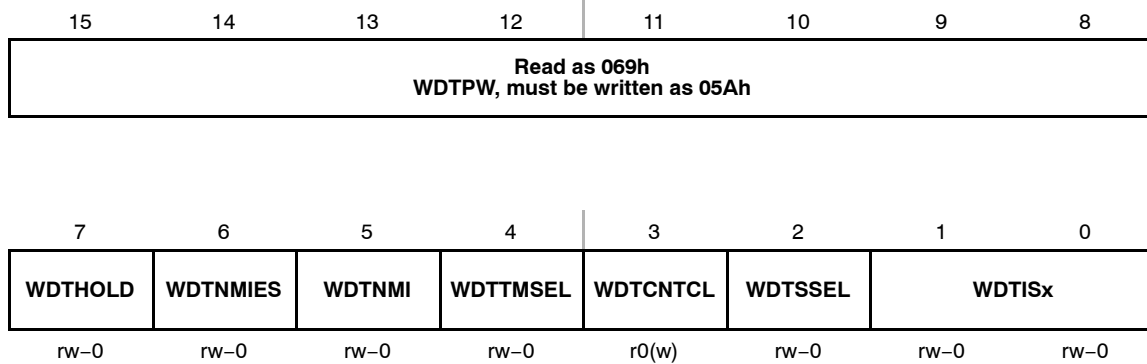 15 14 13 12 11 10 9 8
Read as 069h
WDTPW, must be written as 05Ah
7 6 5 4 3 2 1 0
WDTHOLD WDTNMIES WDTNMI WDTTMSEL WDTCNTCL WDTSSEL WDTISx
rw−0 rw−0 rw−0 rw−0 r0(w) rw−0 rw−0 rw−0